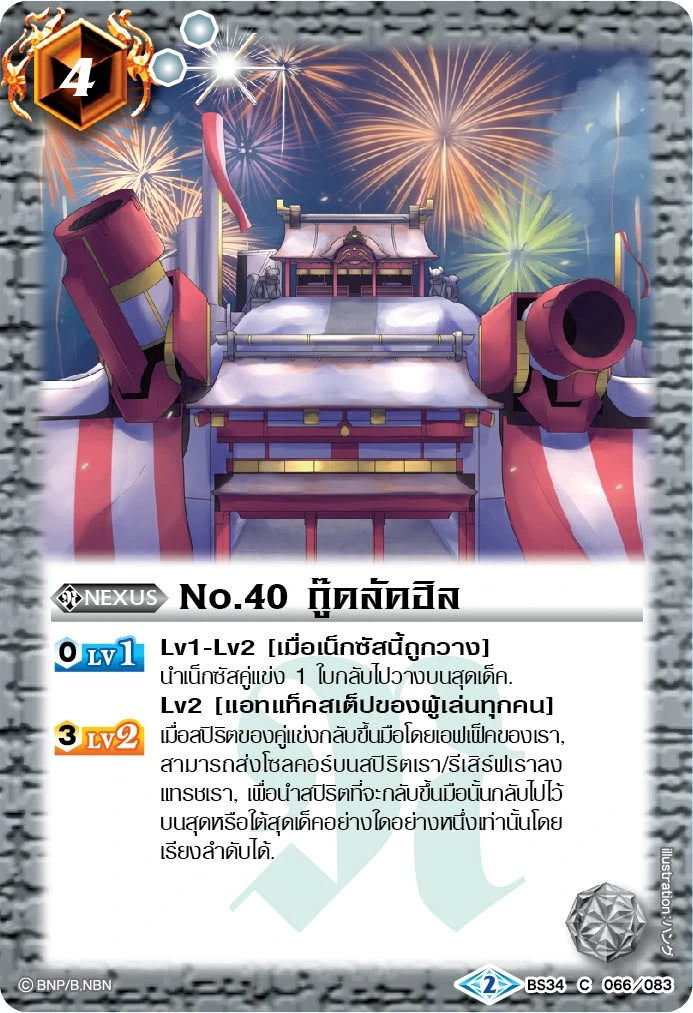 4
NEXUS No.40 กู๊ดลัคฮิล
0 LV1
Lv1-Lv2 [เมื่อเน็กซัสนี้ถูกวาง]
นำเน็กซัสคู่แข่ง 1 ใบกลับไปวางบนสุดเด็ค.
Lv2 [แอทแท็คสเต็ปของผู้เล่นทุกคน]
3 LV2
เมื่อสปิริตของคู่แข่งกลับขึ้นมือโดยเอฟเฟ็คของเรา,
สามารถส่งโซลคอร์บนสปิริตเรา/รีเสิร์ฟเราลง
แทรชเรา, เพื่อนำสปิริตที่จะกลับขึ้นมือนั้นกลับไปไว้
บนสุดหรือใต้สุดเด็คอย่างใดอย่างหนึ่งเท่านั้นโดย
เรียงลำดับได้.
illustration:ハング
©BNP/B.NBN
2 BS34 C 066/083